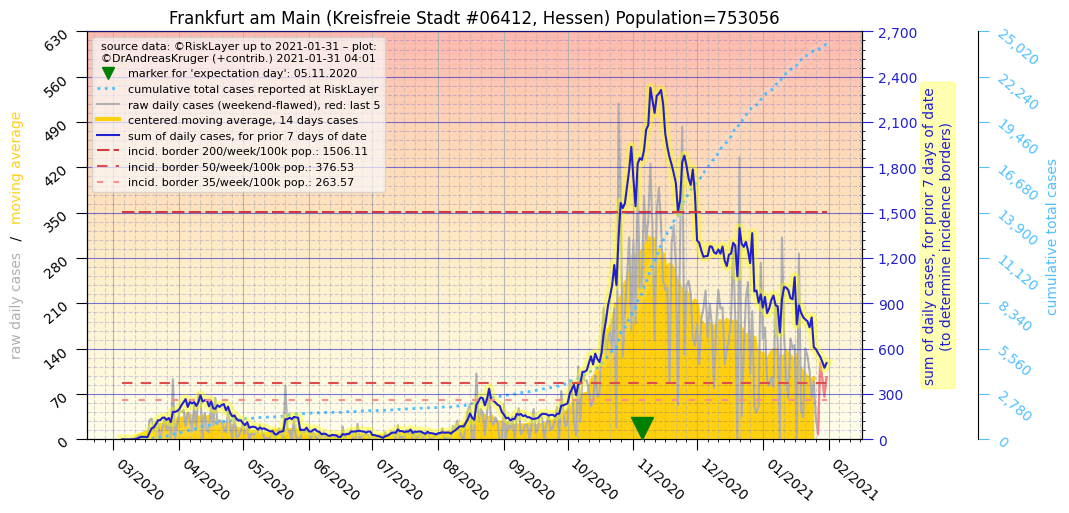 Frankfurt am Main (Kreisfreie Stadt #06412, Hessen) Population=753056
source data: ©RiskLayer up to 2021-01-31 – plot:
©DrAndreasKruger (+contrib.) 2021-01-31 04:01
marker for 'expectation day': 05.11.2020
cumulative total cases reported at RiskLayer
raw daily cases (weekend-flawed), red: last 5
centered moving average, 14 days cases
sum of daily cases, for prior 7 days of date
incid. border 200/week/100k pop.: 1506.11
incid. border 50/week/100k pop.: 376.53
incid. border 35/week/100k pop.: 263.57
raw daily cases / moving average
630
560
490
420
350
280
210
140
70
0
03/2020
04/2020
05/2020
06/2020
07/2020
08/2020
09/2020
10/2020
11/2020
12/2020
01/2021
02/2021
2,700
2,400
2,100
1,800
1,500
1,200
900
600
300
0
sum of daily cases, for prior 7 days of date
(to determine incidence borders)
25,020
22,240
19,460
16,680
13,900
11,120
8,340
5,560
2,780
0
cumulative total cases